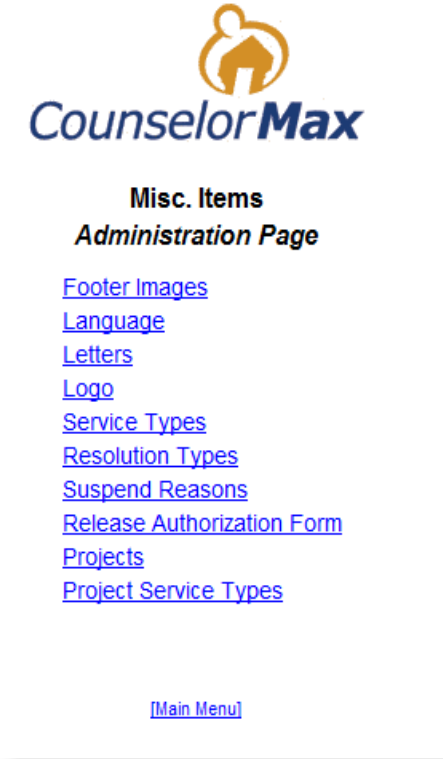 CounselorMax
Misc. Items
Administration Page
Footer Images
Language
Letters
Logo
Service Types
Resolution Types
Suspend Reasons
Release Authorization Form
Projects
Project Service Types
[Main Menu]